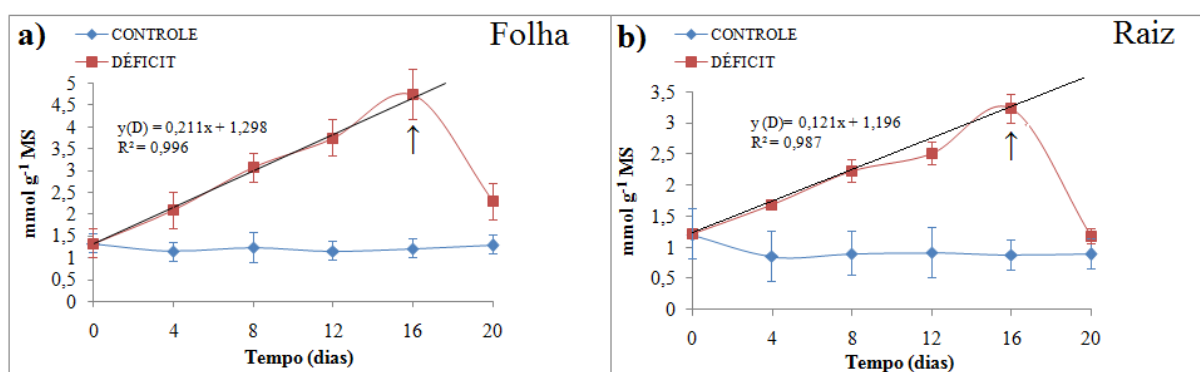 a)
Folha
CONTROLE
DÉFICIT
5
4,5
4
3,5
3
2,5
2
1,5
1
0,5
0
mmol g⁻¹ MS
y(D) = 0,211x + 1,298
R² = 0,996
↑
0 4 8 12 16 20
Tempo (dias)
b)
Raiz
CONTROLE
DÉFICIT
3,5
3
2,5
2
1,5
1
0,5
0
mmol g⁻¹ MS
y (D)= 0,121x + 1,196
R² = 0,987
↑
0 4 8 12 16 20
Tempo (dias)